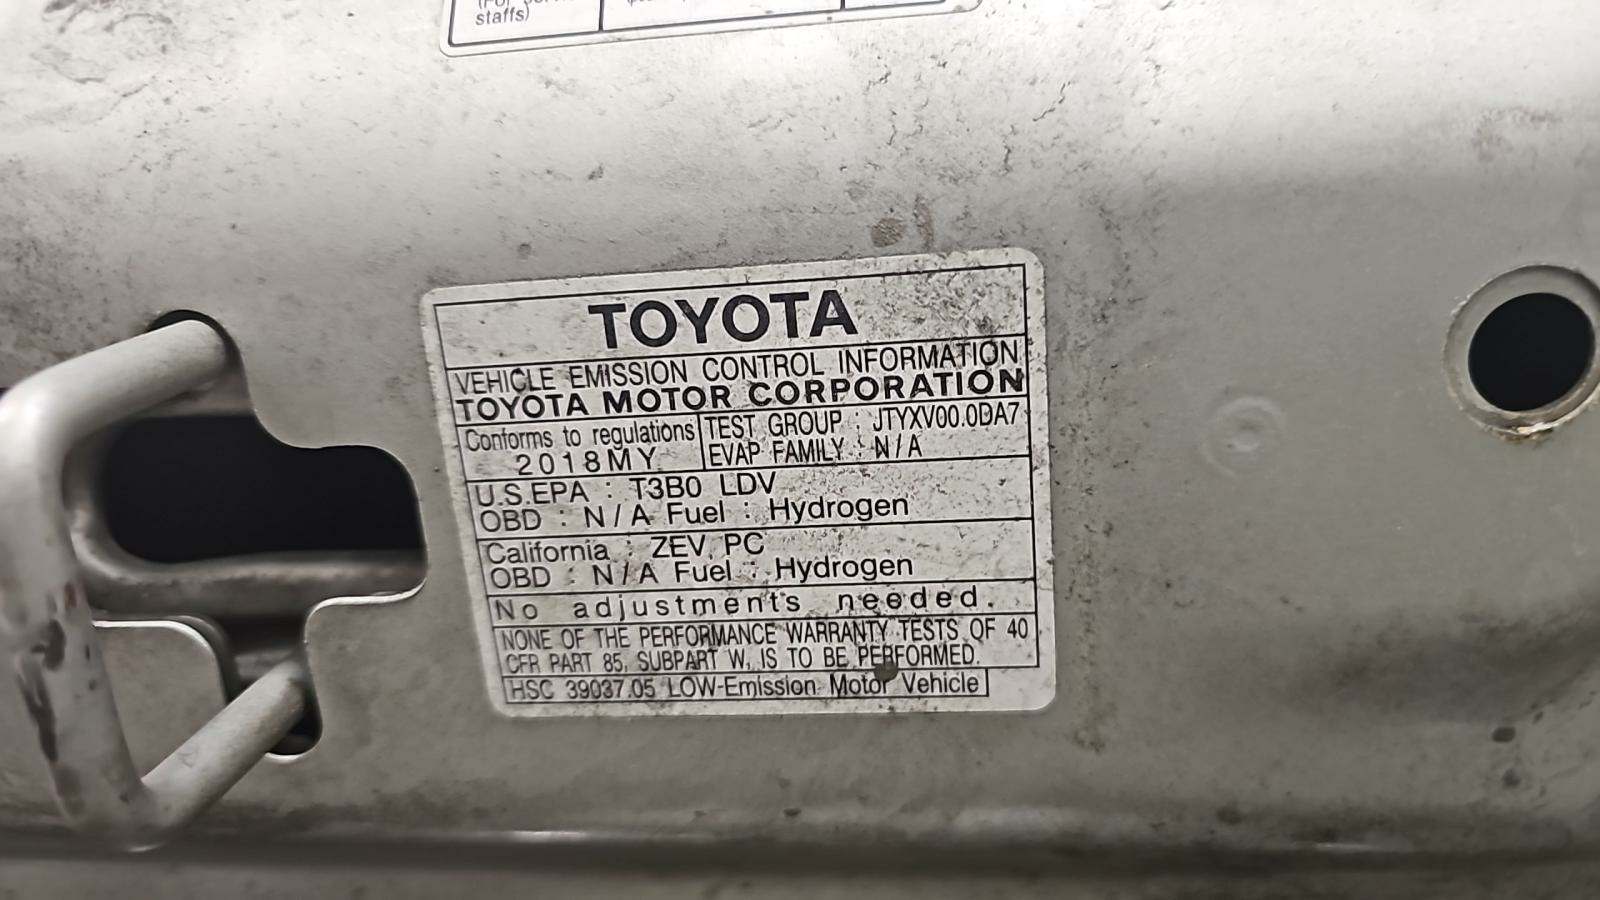 staffs)
TOYOTA
VEHICLE EMISSION CONTROL INFORMATION
TOYOTA MOTOR CORPORATION
Conforms to regulations
2018MY
TEST GROUP : JTYXV00.0DA7
EVAP FAMILY : N/A
U.S.EPA : T3B0 LDV
OBD : N/A Fuel : Hydrogen
California : ZEV PC
OBD : N/A Fuel : Hydrogen
No adjustments needed.
NONE OF THE PERFORMANCE WARRANTY TESTS OF 40
CFR PART 85, SUBPART W, IS TO BE PERFORMED.
HSC 39037.05 LOW-Emission Motor Vehicle